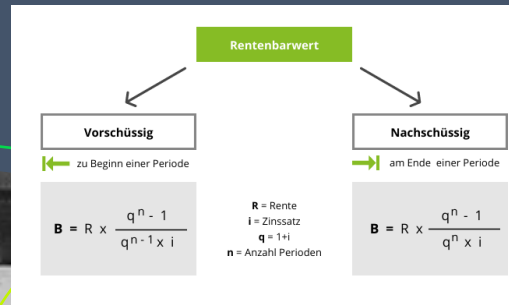 Rentenbarwert
Vorschüssig
zu Beginn einer Periode
B = R x (qⁿ - 1) / (qⁿ⁻¹ x i)
R = Rente
i = Zinssatz
q = 1+i
n = Anzahl Perioden
Nachschüssig
am Ende einer Periode
B = R x (qⁿ - 1) / (qⁿ x i)